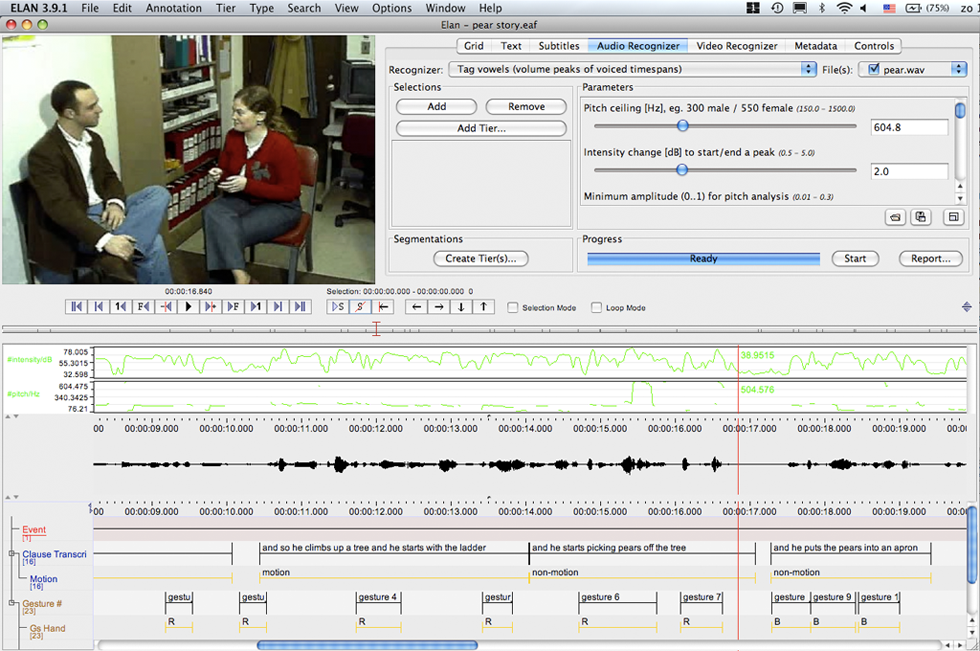 ELAN 3.9.1 File Edit Annotation Tier Type Search View Options Window Help 1 (75%) zo
Elan - pear story.eaf
Grid Text Subtitles Audio Recognizer Video Recognizer Metadata Controls
Recognizer: Tag vowels (volume peaks of voiced timespans) File(s): pear.wav
Selections
Add Remove
Add Tier...
Parameters
Pitch ceiling [Hz], eg. 300 male / 550 female (150.0 - 1500.0)
604.8
Intensity change [dB] to start/end a peak (0.5 - 5.0)
2.0
Minimum amplitude (0..1) for pitch analysis (0.01 - 0.3)
Segmentations
Create Tier(s)...
Progress
Ready Start Report...
00:00:16.840 Selection: 00:00:00.000 - 00:00:00.000 0
1 F F 1 S S Selection Mode Loop Mode
#intensity/dB 78.005 55.3015 32.598 38.9515
#pitch/Hz 604.475 340.3425 76.21 504.576
00 00:00:09.000 00:00:10.000 00:00:11.000 00:00:12.000 00:00:13.000 00:00:14.000 00:00:15.000 00:00:16.000 00:00:17.000 00:00:18.000 00:00:19.000 00:0
00 00:00:09.000 00:00:10.000 00:00:11.000 00:00:12.000 00:00:13.000 00:00:14.000 00:00:15.000 00:00:16.000 00:00:17.000 00:00:18.000 00:00:19.000 00:0
Event
[1]
Clause Transcri and so he climbs up a tree and he starts with the ladder and he starts picking pears off the tree and he puts the pears into an apron
[16]
Motion motion non-motion non-motion
[16]
Gesture # gestu gestu gesture 4 gestur gesture 6 gesture 7 gesture gesture 9 gesture 1
[23]
Gs Hand R R R R R R B B B
[23]